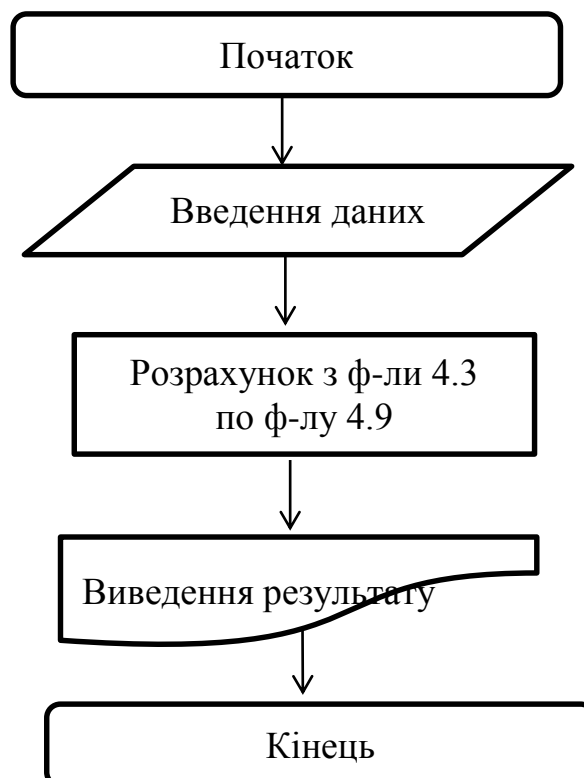 Початок
Введення даних
Розрахунок з ф-ли 4.3
по ф-лу 4.9
Виведення результату
Кінець